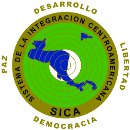 DESARROLLO
PAZ
LIBERTAD
DEMOCRACIA
SISTEMA DE LA INTEGRACION CENTROAMERICANA
SICA